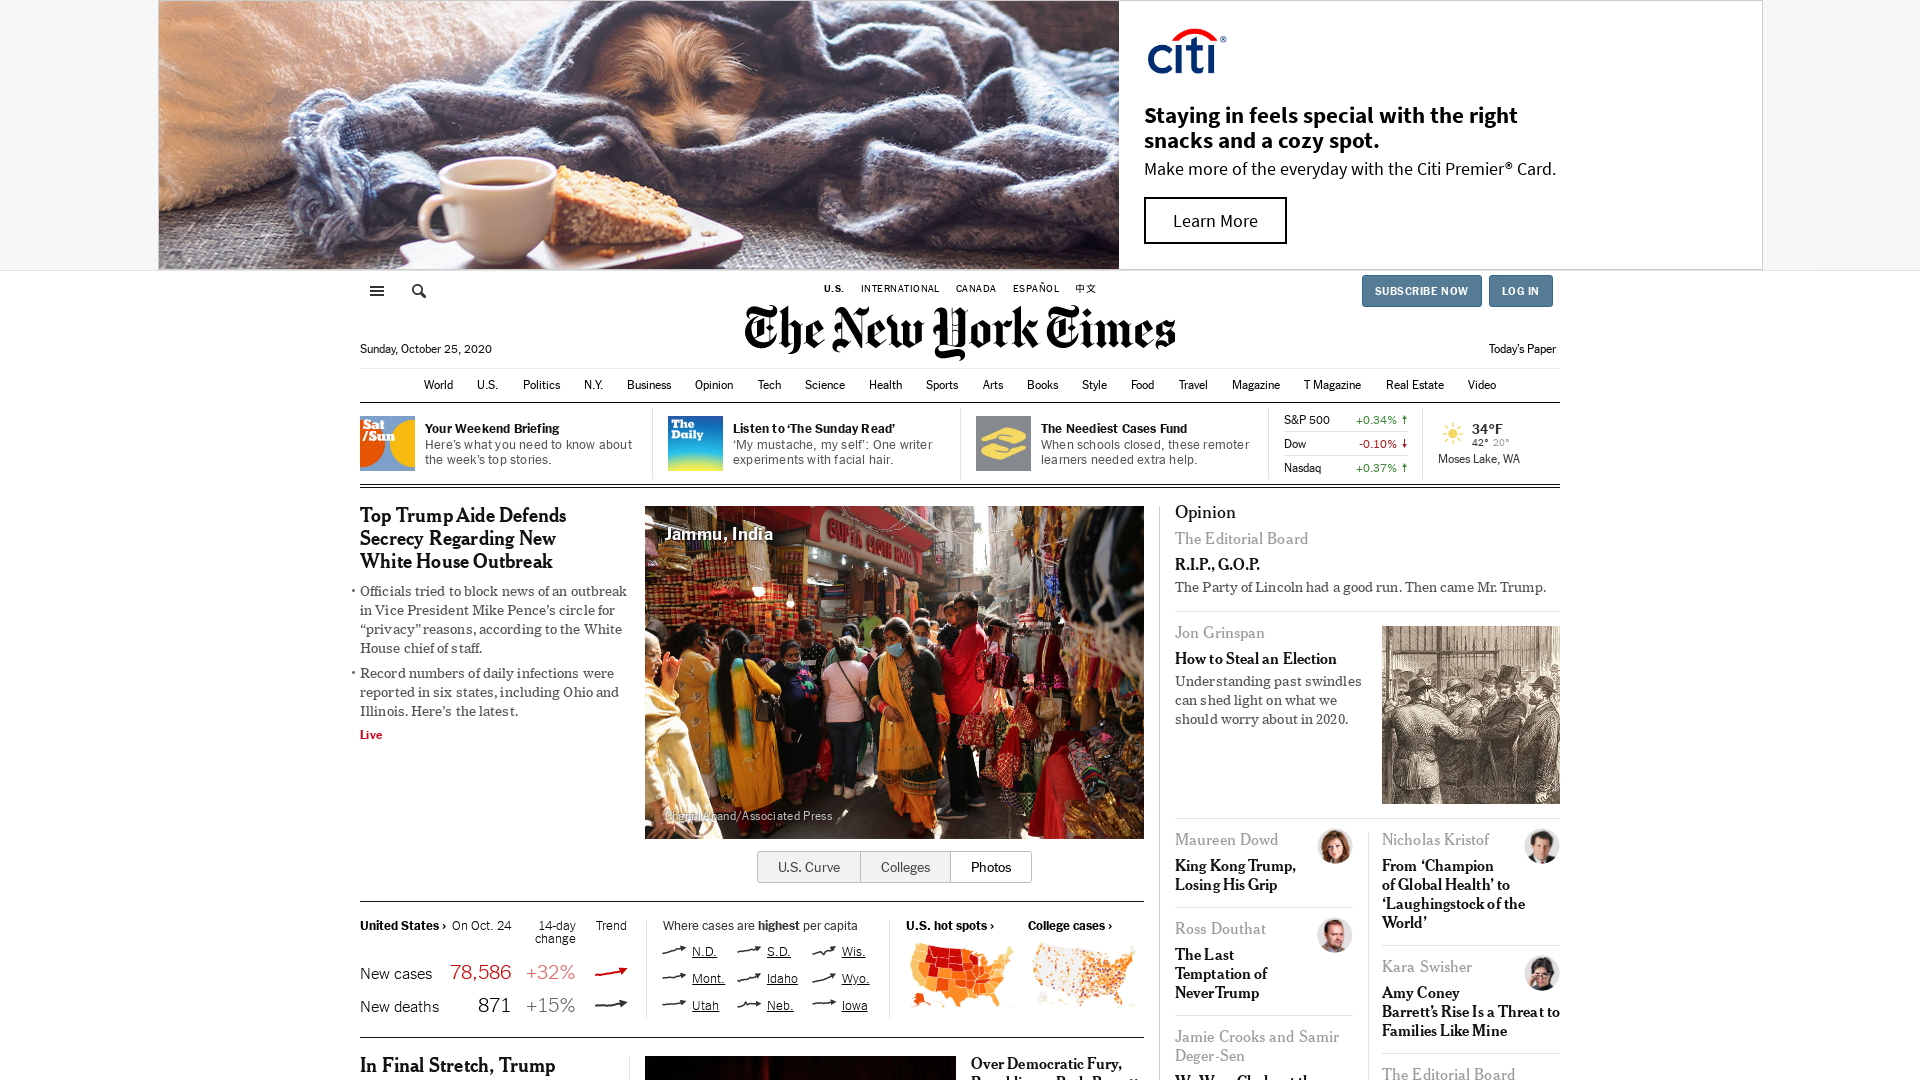 citi®
Staying in feels special with the right
snacks and a cozy spot.
Make more of the everyday with the Citi Premier® Card.
Learn More
U.S. INTERNATIONAL CANADA ESPAÑOL 中文
SUBSCRIBE NOW LOG IN
The New York Times
Sunday, October 25, 2020
Today's Paper
World U.S. Politics N.Y. Business Opinion Tech Science Health Sports Arts Books Style Food Travel Magazine T Magazine Real Estate Video
Sat
/Sun
Your Weekend Briefing
Here's what you need to know about
the week's top stories.
The
Daily
Listen to ‘The Sunday Read’
‘My mustache, my self’: One writer
experiments with facial hair.
The Neediest Cases Fund
When schools closed, these remoter
learners needed extra help.
S&P 500 +0.34%
Dow -0.10%
Nasdaq +0.37%
34°F
42° 20°
Moses Lake, WA
Top Trump Aide Defends
Secrecy Regarding New
White House Outbreak
• Officials tried to block news of an outbreak
in Vice President Mike Pence’s circle for
“privacy” reasons, according to the White
House chief of staff.
• Record numbers of daily infections were
reported in six states, including Ohio and
Illinois. Here’s the latest.
Live
Jammu, India
GUPTA CLOTH HOUSE
Channi Anand/Associated Press
U.S. Curve Colleges Photos
United States › On Oct. 24 14-day
change Trend
New cases 78,586 +32%
New deaths 871 +15%
Where cases are highest per capita
N.D. S.D. Wis.
Mont. Idaho Wyo.
Utah Neb. Iowa
U.S. hot spots › College cases ›
In Final Stretch, Trump
Over Democratic Fury,
Opinion
The Editorial Board
R.I.P., G.O.P.
The Party of Lincoln had a good run. Then came Mr. Trump.
Jon Grinspan
How to Steal an Election
Understanding past swindles
can shed light on what we
should worry about in 2020.
Maureen Dowd
King Kong Trump,
Losing His Grip
Ross Douthat
The Last
Temptation of
NeverTrump
Jamie Crooks and Samir
Deger-Sen
Nicholas Kristof
From ‘Champion
of Global Health’ to
‘Laughingstock of the
World’
Kara Swisher
Amy Coney
Barrett’s Rise Is a Threat to
Families Like Mine
The Editorial Board